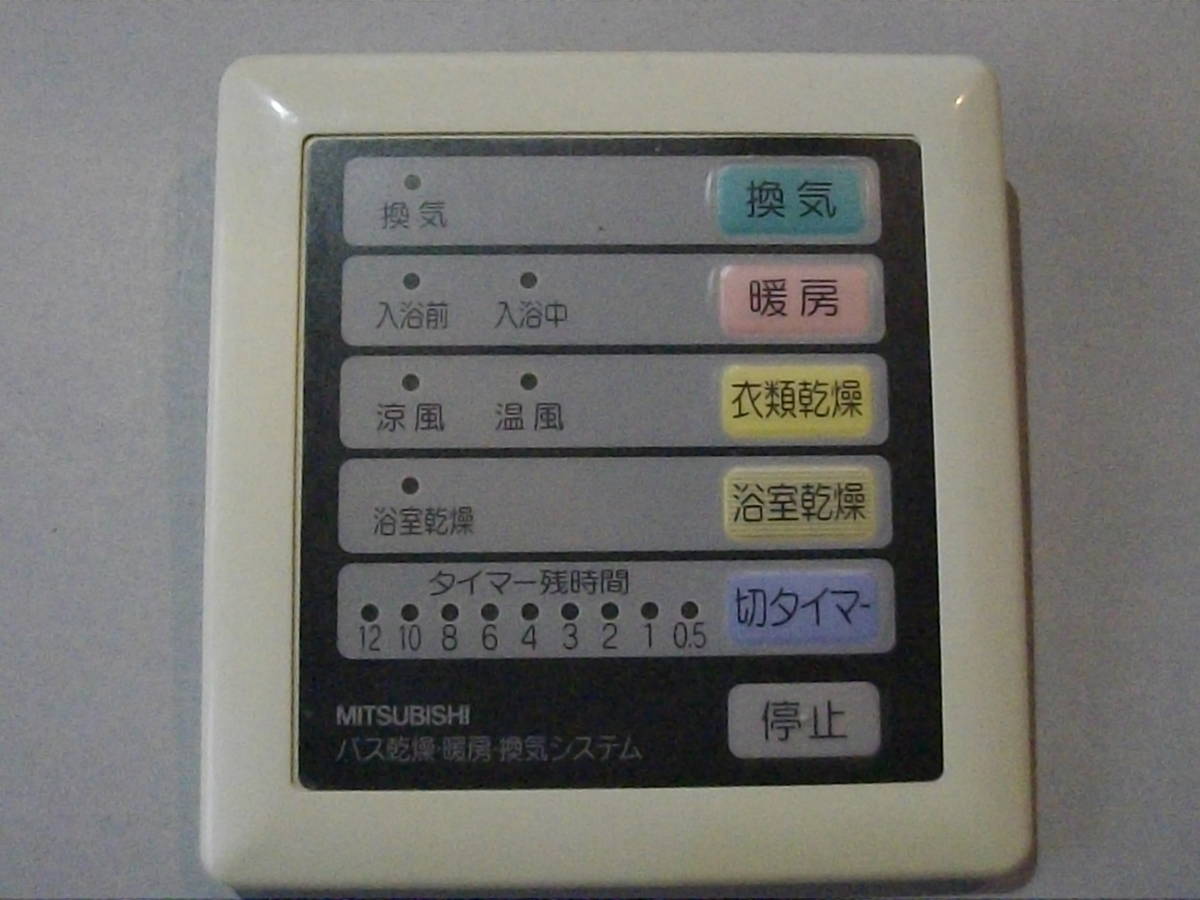 換気 換気
入浴前 入浴中 暖房
涼風 温風 衣類乾燥
浴室乾燥 浴室乾燥
タイマー残時間
12 10 8 6 4 3 2 1 0.5 切タイマー
停止
MITSUBISHI
バス乾燥・暖房・換気システム